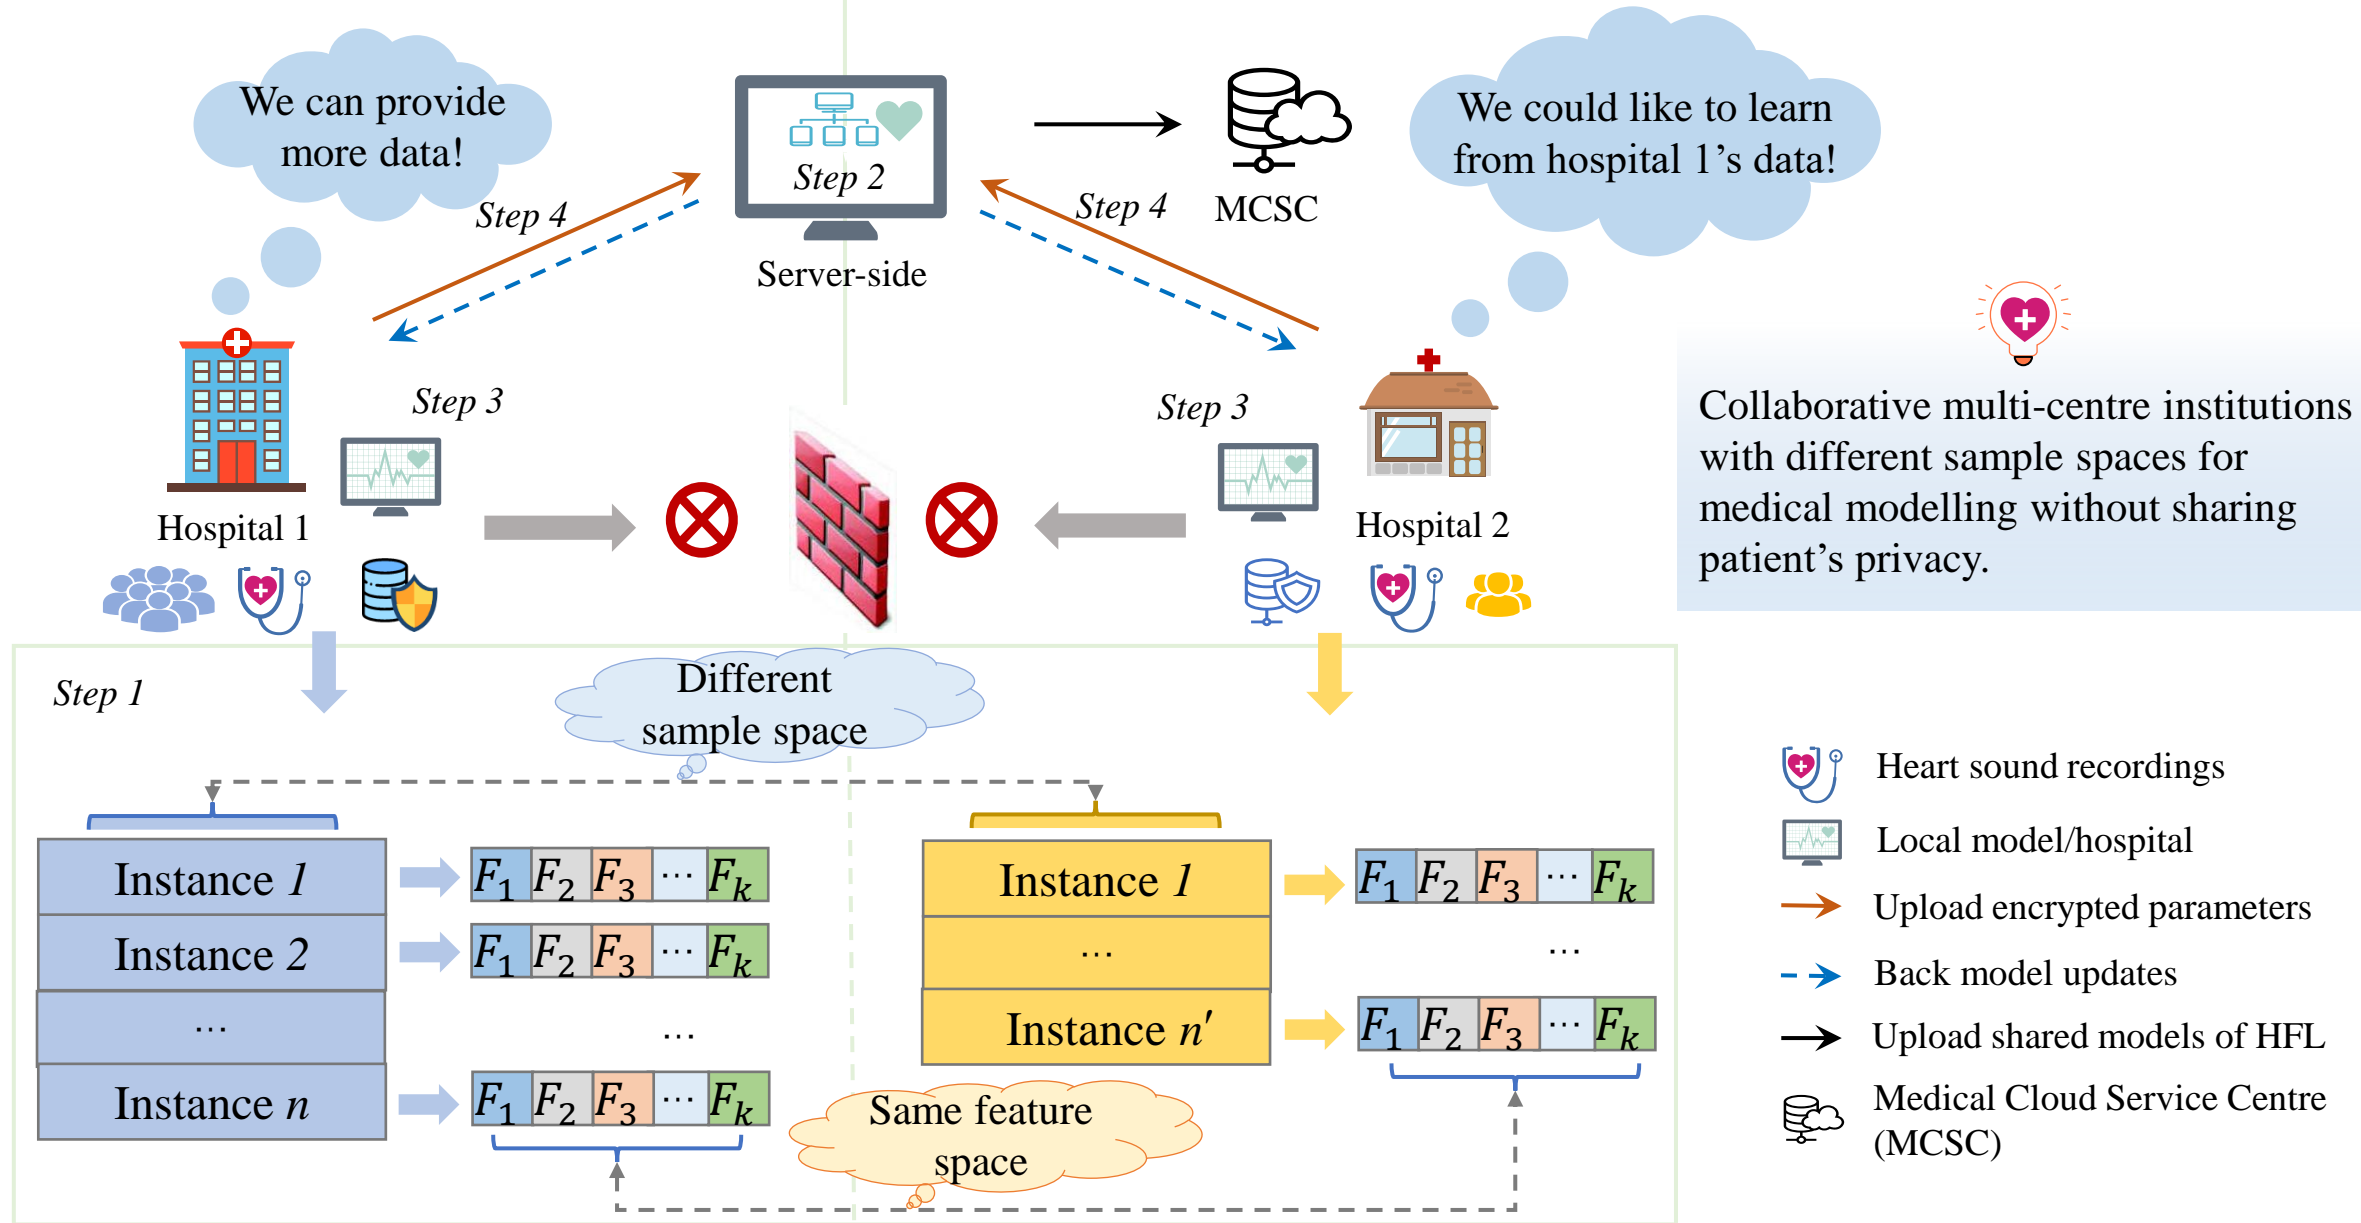 We can provide
more data!
Step 2
Server-side
MCSC
We could like to learn
from hospital 1’s data!
Step 4
Step 4
Step 3
Step 3
Hospital 1
Hospital 2
Collaborative multi-centre institutions
with different sample spaces for
medical modelling without sharing
patient’s privacy.
Step 1
Different
sample space
Instance 1
F1 F2 F3 ... Fk
Instance 2
F1 F2 F3 ... Fk
...
...
Instance n
F1 F2 F3 ... Fk
Instance 1
F1 F2 F3 ... Fk
...
...
Instance n′
F1 F2 F3 ... Fk
Same feature
space
Heart sound recordings
Local model/hospital
Upload encrypted parameters
Back model updates
Upload shared models of HFL
Medical Cloud Service Centre
(MCSC)